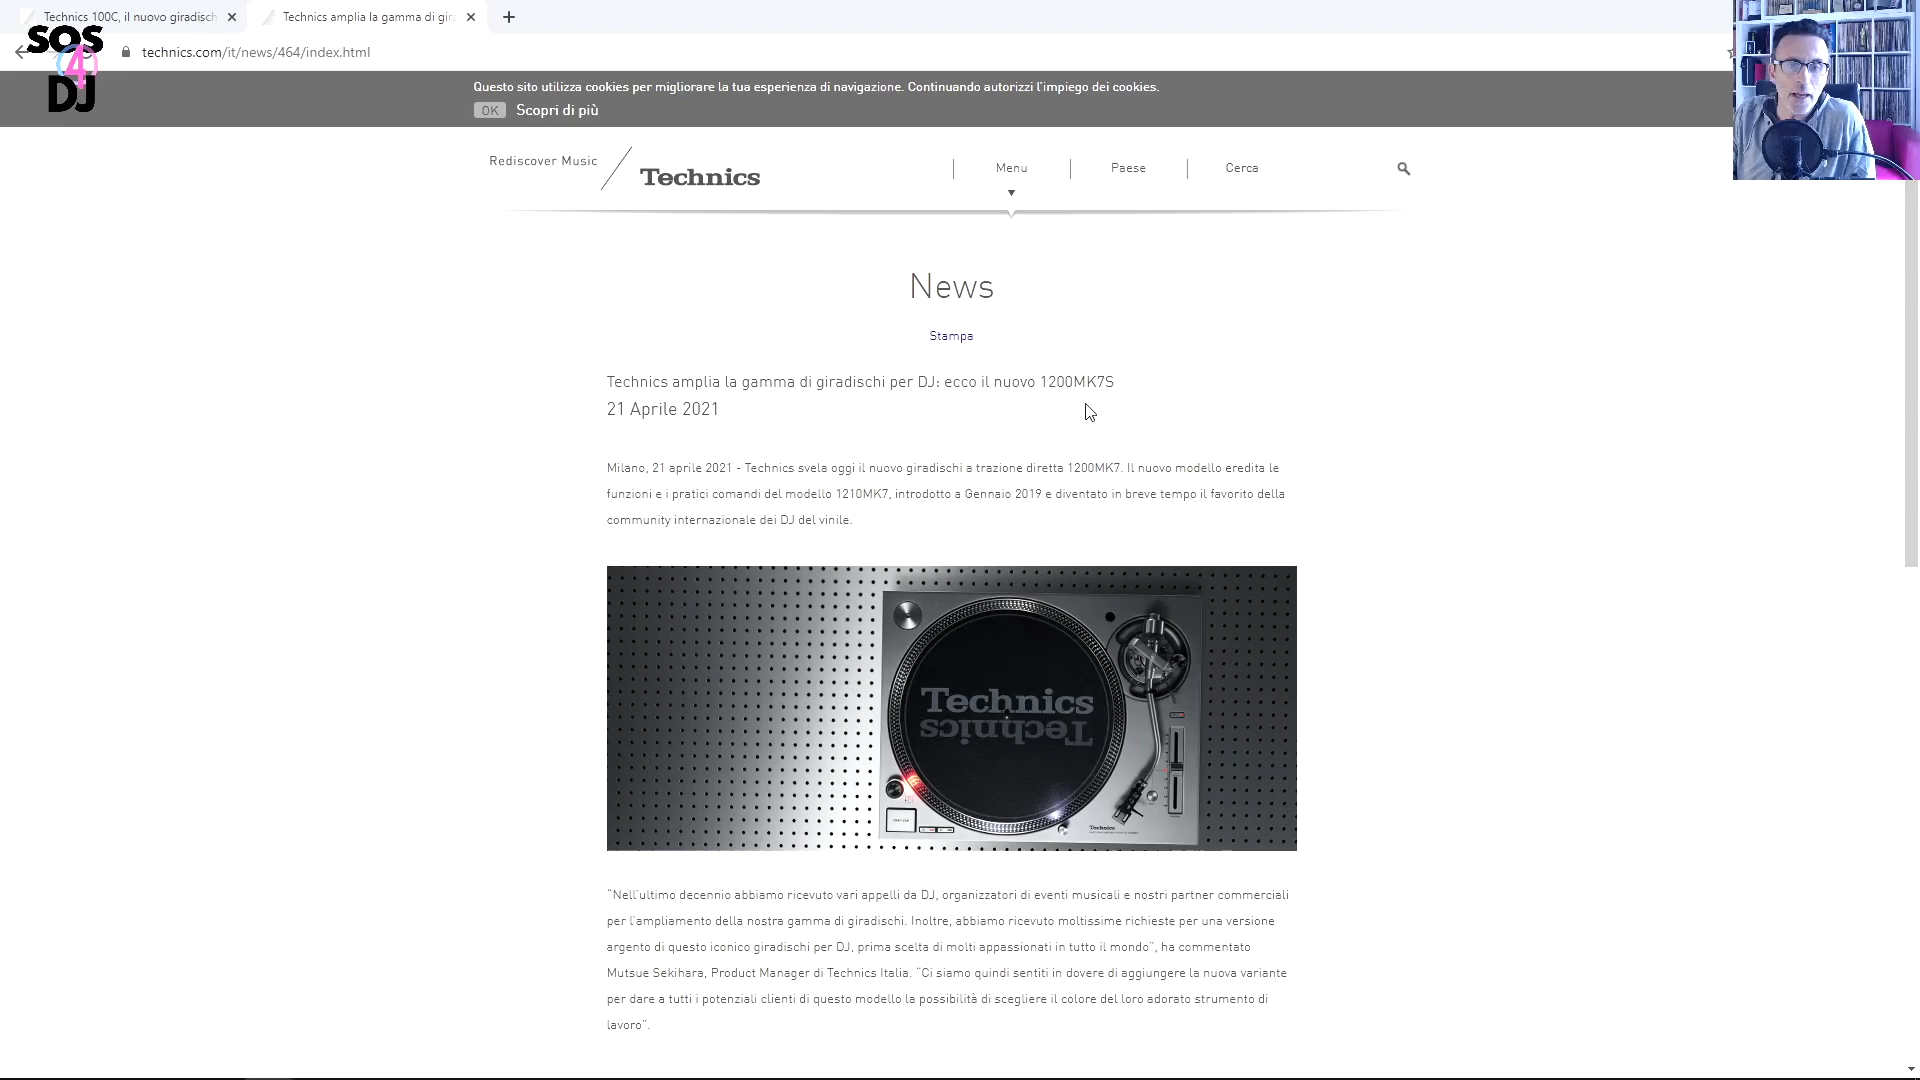 Technics 100C, il nuovo giradisch
Technics amplia la gamma di gira
SOS
4
DJ
technics.com/it/news/464/index.html
Questo sito utilizza cookies per migliorare la tua esperienza di navigazione. Continuando autorizzi l'impiego dei cookies.
OK Scopri di più
Rediscover Music
Technics
Menu
Paese
Cerca
News
Stampa
Technics amplia la gamma di giradischi per DJ: ecco il nuovo 1200MK7S
21 Aprile 2021
Milano, 21 aprile 2021 - Technics svela oggi il nuovo giradischi a trazione diretta 1200MK7. Il nuovo modello eredita le
funzioni e i pratici comandi del modello 1210MK7, introdotto a Gennaio 2019 e diventato in breve tempo il favorito della
community internazionale dei DJ del vinile.
Technics
Technics
Technics
"Nell'ultimo decennio abbiamo ricevuto vari appelli da DJ, organizzatori di eventi musicali e nostri partner commerciali
per l'ampliamento della nostra gamma di giradischi. Inoltre, abbiamo ricevuto moltissime richieste per una versione
argento di questo iconico giradischi per DJ, prima scelta di molti appassionati in tutto il mondo", ha commentato
Mutsue Sekihara, Product Manager di Technics Italia. "Ci siamo quindi sentiti in dovere di aggiungere la nuova variante
per dare a tutti i potenziali clienti di questo modello la possibilità di scegliere il colore del loro adorato strumento di
lavoro".